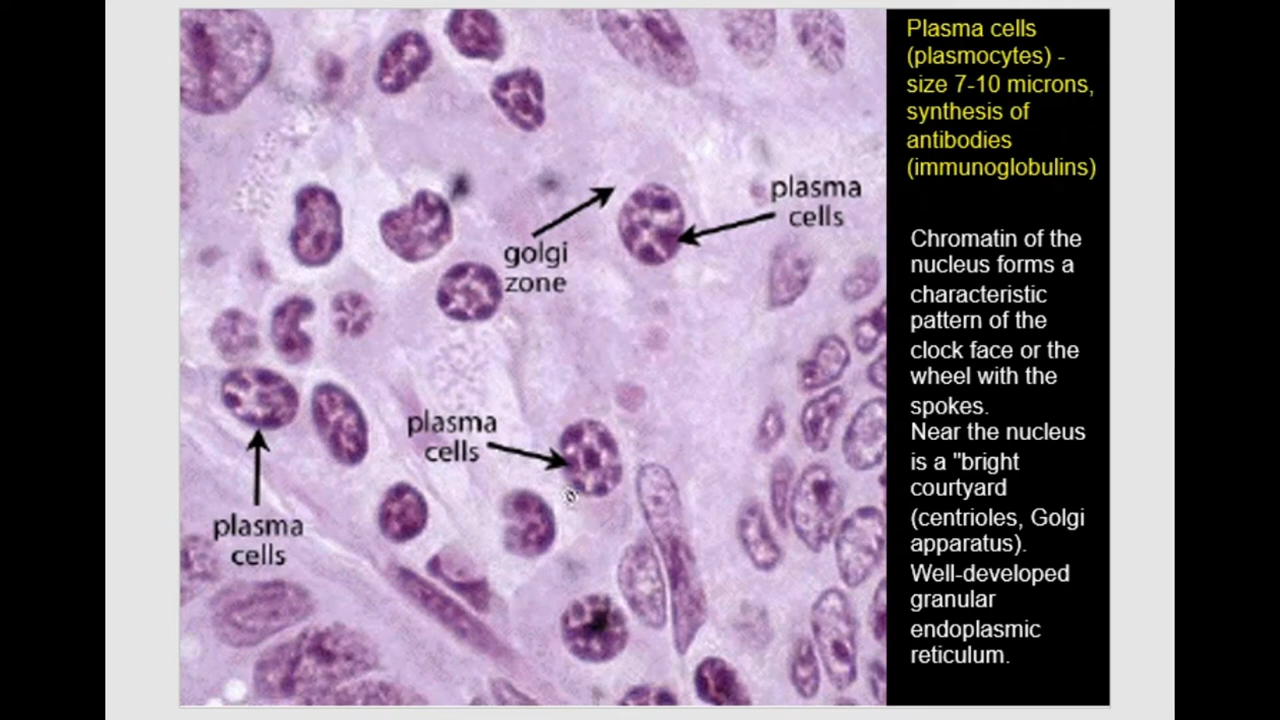 Plasma cells
(plasmocytes) -
size 7-10 microns,
synthesis of
antibodies
(immunoglobulins)
Chromatin of the
nucleus forms a
characteristic
pattern of the
clock face or the
wheel with the
spokes.
Near the nucleus
is a "bright
courtyard
(centrioles, Golgi
apparatus).
Well-developed
granular
endoplasmic
reticulum.
plasma
cells
golgi
zone
plasma
cells
plasma
cells